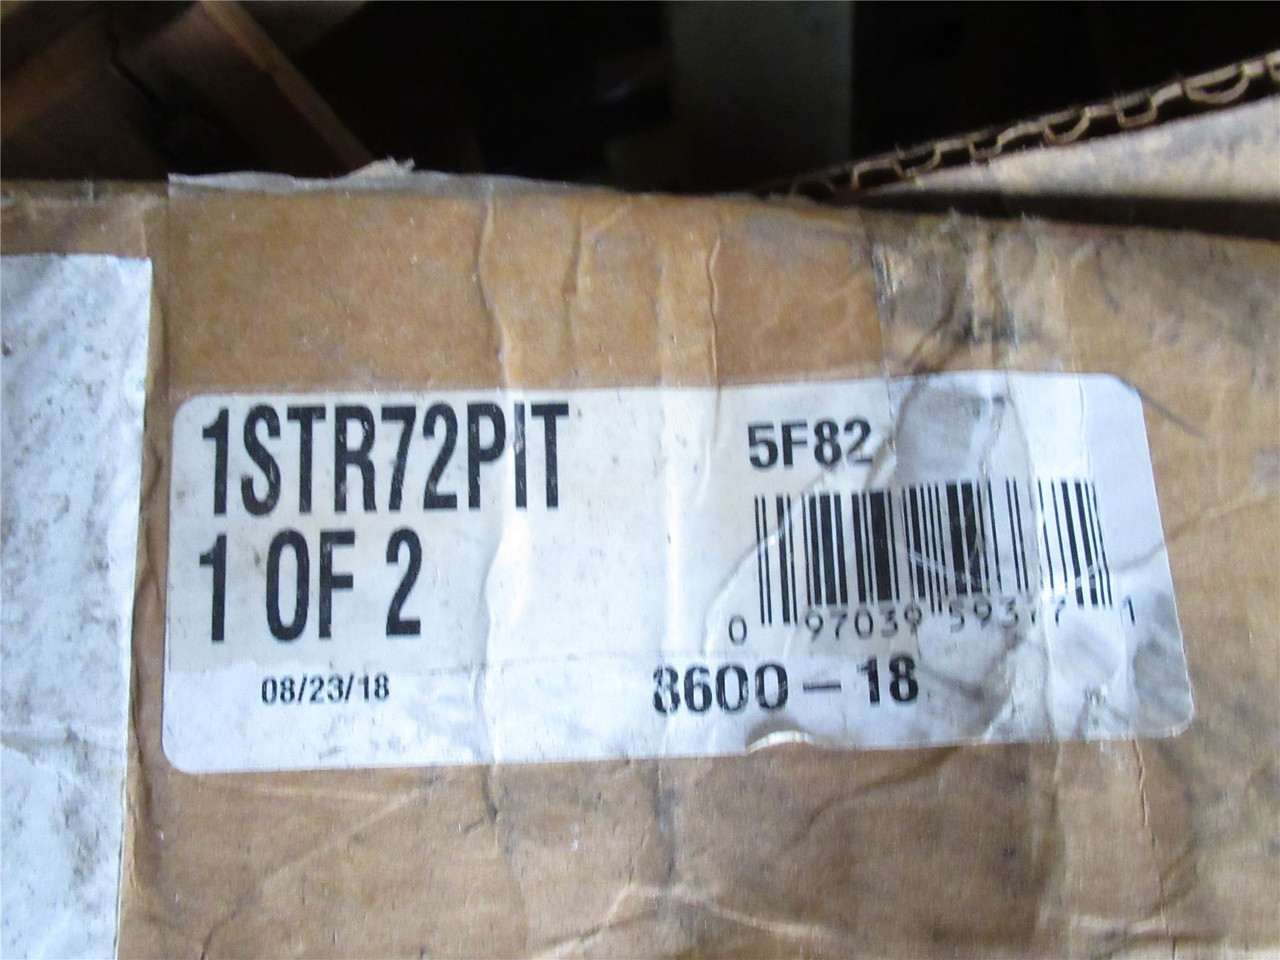 1STR72PIT
5F82
1 OF 2
0 97039 59377 1
08/23/18
8600-18